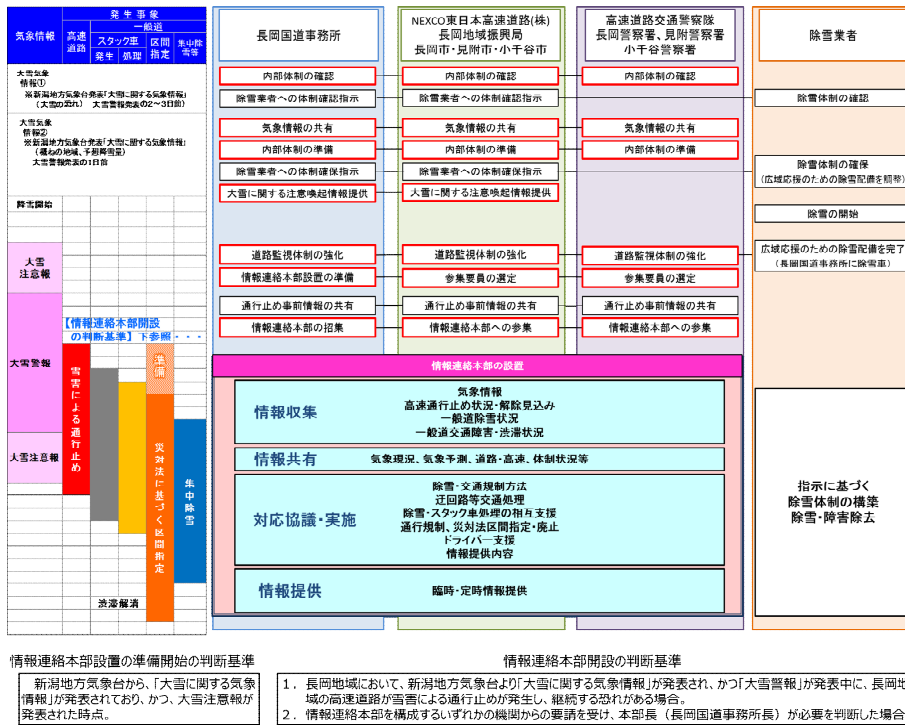 気象情報
発生事象
高速
道路
一般道
スタック車
発生
処理
区間
指定
集中除
雪等
大雪気象
情報①
※新潟地方気象台発表「大雪に関する気象情報」
(大雪の恐れ) 大雪警報発表の2～3日前)
大雪気象
情報②
※新潟地方気象台発表「大雪に関する気象情報」
(概ねの地域、予想降雪量)
大雪警報発表の1日前
降雪開始
大雪
注意報
【情報連絡本部開設
の判断基準】下参照・・・
大雪警報
大雪注意報
雪害による通行止め
準備
災対法に基づく区間指定
集中除雪
渋滞解消
長岡国道事務所
内部体制の確認
除雪業者への体制確認指示
気象情報の共有
内部体制の準備
除雪業者への体制確保指示
大雪に関する注意喚起情報提供
道路監視体制の強化
情報連絡本部設置の準備
通行止め事前情報の共有
情報連絡本部の招集
NEXCO東日本高速道路(株)
長岡地域振興局
長岡市・見附市・小千谷市
内部体制の確認
除雪業者への体制確認指示
気象情報の共有
内部体制の準備
除雪業者への体制確保指示
大雪に関する注意喚起情報提供
道路監視体制の強化
参集要員の選定
通行止め事前情報の共有
情報連絡本部への参集
高速道路交通警察隊
長岡警察署、見附警察署
小千谷警察署
内部体制の確認
気象情報の共有
内部体制の準備
道路監視体制の強化
参集要員の選定
通行止め事前情報の共有
情報連絡本部への参集
除雪業者
除雪体制の確認
除雪体制の確保
(広域応援のための除雪配備を調整)
除雪の開始
広域応援のための除雪配備を完了
(長岡国道事務所に除雪車)
指示に基づく
除雪体制の構築
除雪・障害除去
情報連絡本部の設置
情報収集
気象情報
高速通行止め状況・解除見込み
一般道除雪状況
一般道交通障害・渋滞状況
情報共有
気象現況、気象予測、道路・高速、体制状況等
対応協議・実施
除雪・交通規制方法
迂回路等交通処理
除雪・スタック車処理の相互支援
通行規制、災対法区間指定・廃止
ドライバー支援
情報提供内容
情報提供
臨時・定時情報提供
情報連絡本部設置の準備開始の判断基準
新潟地方気象台から、「大雪に関する気象
情報」が発表されており、かつ、大雪注意報が
発表された時点。
情報連絡本部開設の判断基準
1．長岡地域において、新潟地方気象台より「大雪に関する気象情報」が発表され、かつ「大雪警報」が発表中に、長岡地
域の高速道路が雪害による通行止めが発生し、継続する恐れがある場合。
2．情報連絡本部を構成するいずれかの機関からの要請を受け、本部長（長岡国道事務所長）が必要を判断した場合